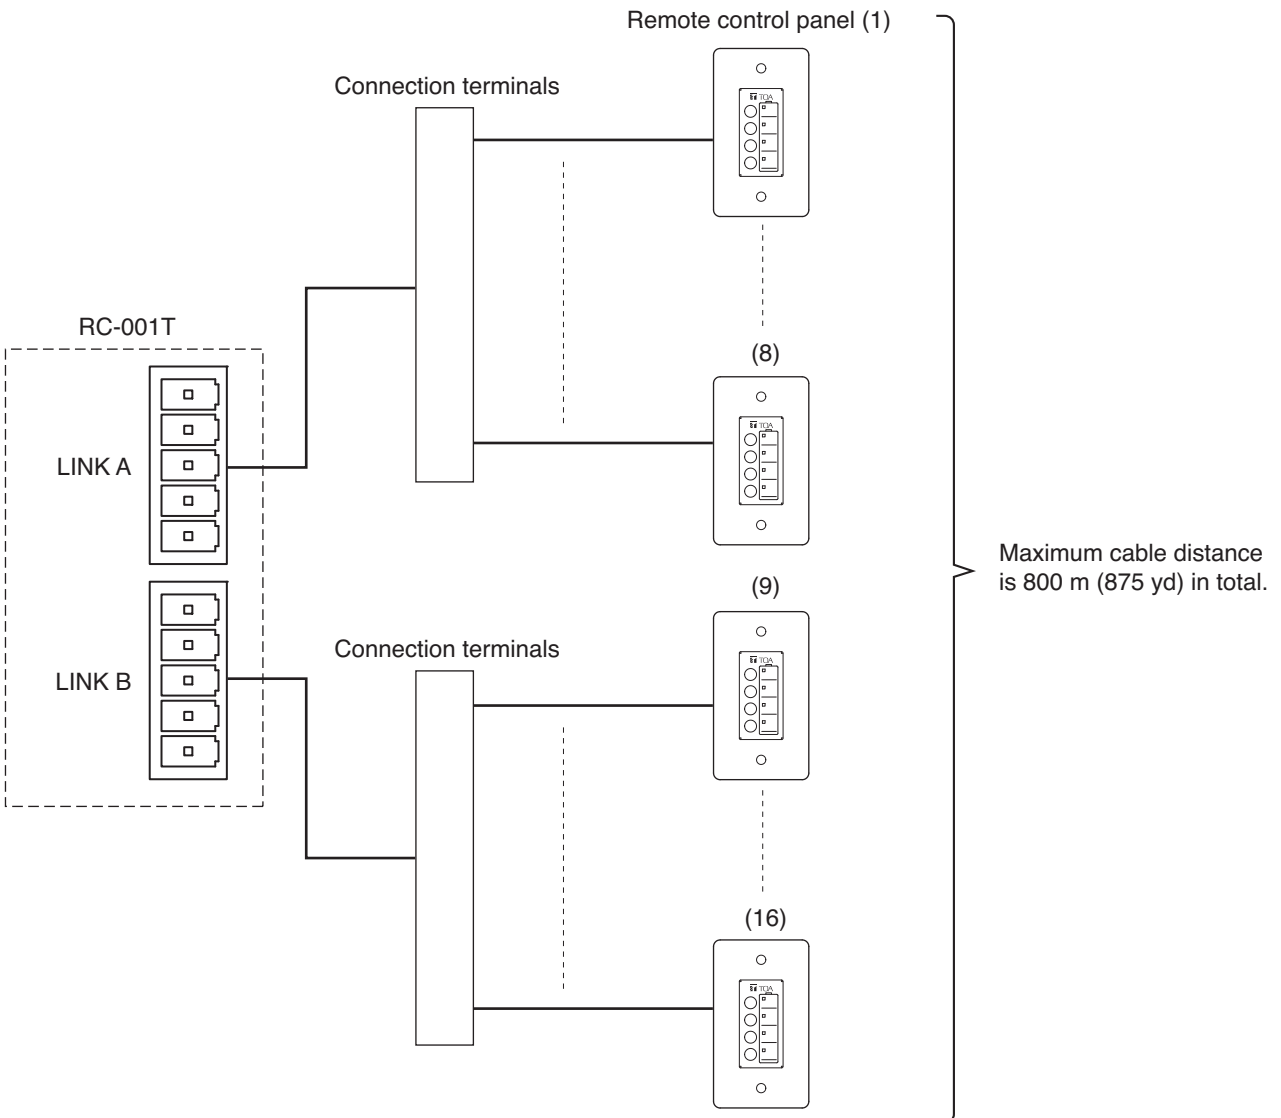 Remote control panel (1)
Connection terminals
TOA
RC-001T
(8)
TOA
LINK A
Maximum cable distance
is 800 m (875 yd) in total.
(9)
Connection terminals
TOA
LINK B
(16)
TOA